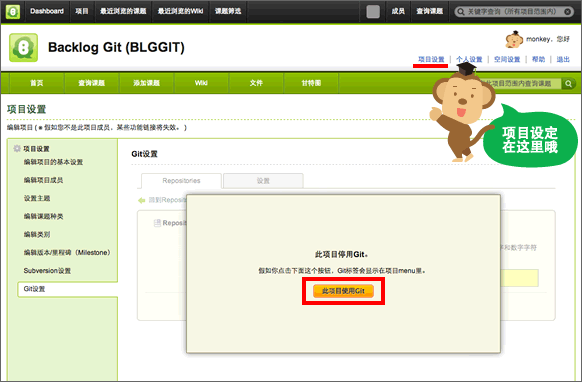 Dashboard 项目 最近浏览的课题 最近浏览的Wiki 课题筛选 成员 查询课题 关键字查询（所有项目范围内）
monkey，您好
Backlog Git (BLGGIT)
项目设置 | 个人设置 | 空间设置 | 帮助 | 退出
首页 查询课题 添加课题 Wiki 文件 甘特图 此项目范围内查询课题
项目设置
项目设定
在这里哦
编辑项目 ( ■ 假如您不是此项目成员，某些功能链接将失效。 )
项目设置
编辑项目的基本设置
编辑项目成员
设置主题
编辑课题种类
编辑类别
编辑版本/里程碑（Milestone）
Subversion设置
Git设置
Git设置
Repositories 设置
此项目停用Git。
假如你点击下面这个按钮，Git标签会显示在项目menu里。
此项目使用Git
字和数字字符